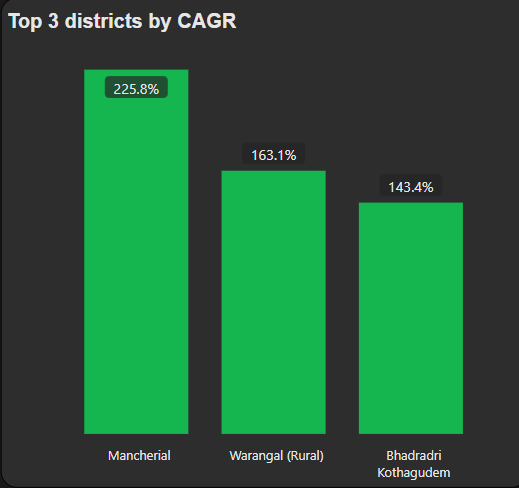 Top 3 districts by CAGR
225.8%
163.1%
143.4%
Mancherial
Warangal (Rural)
Bhadradri
Kothagudem